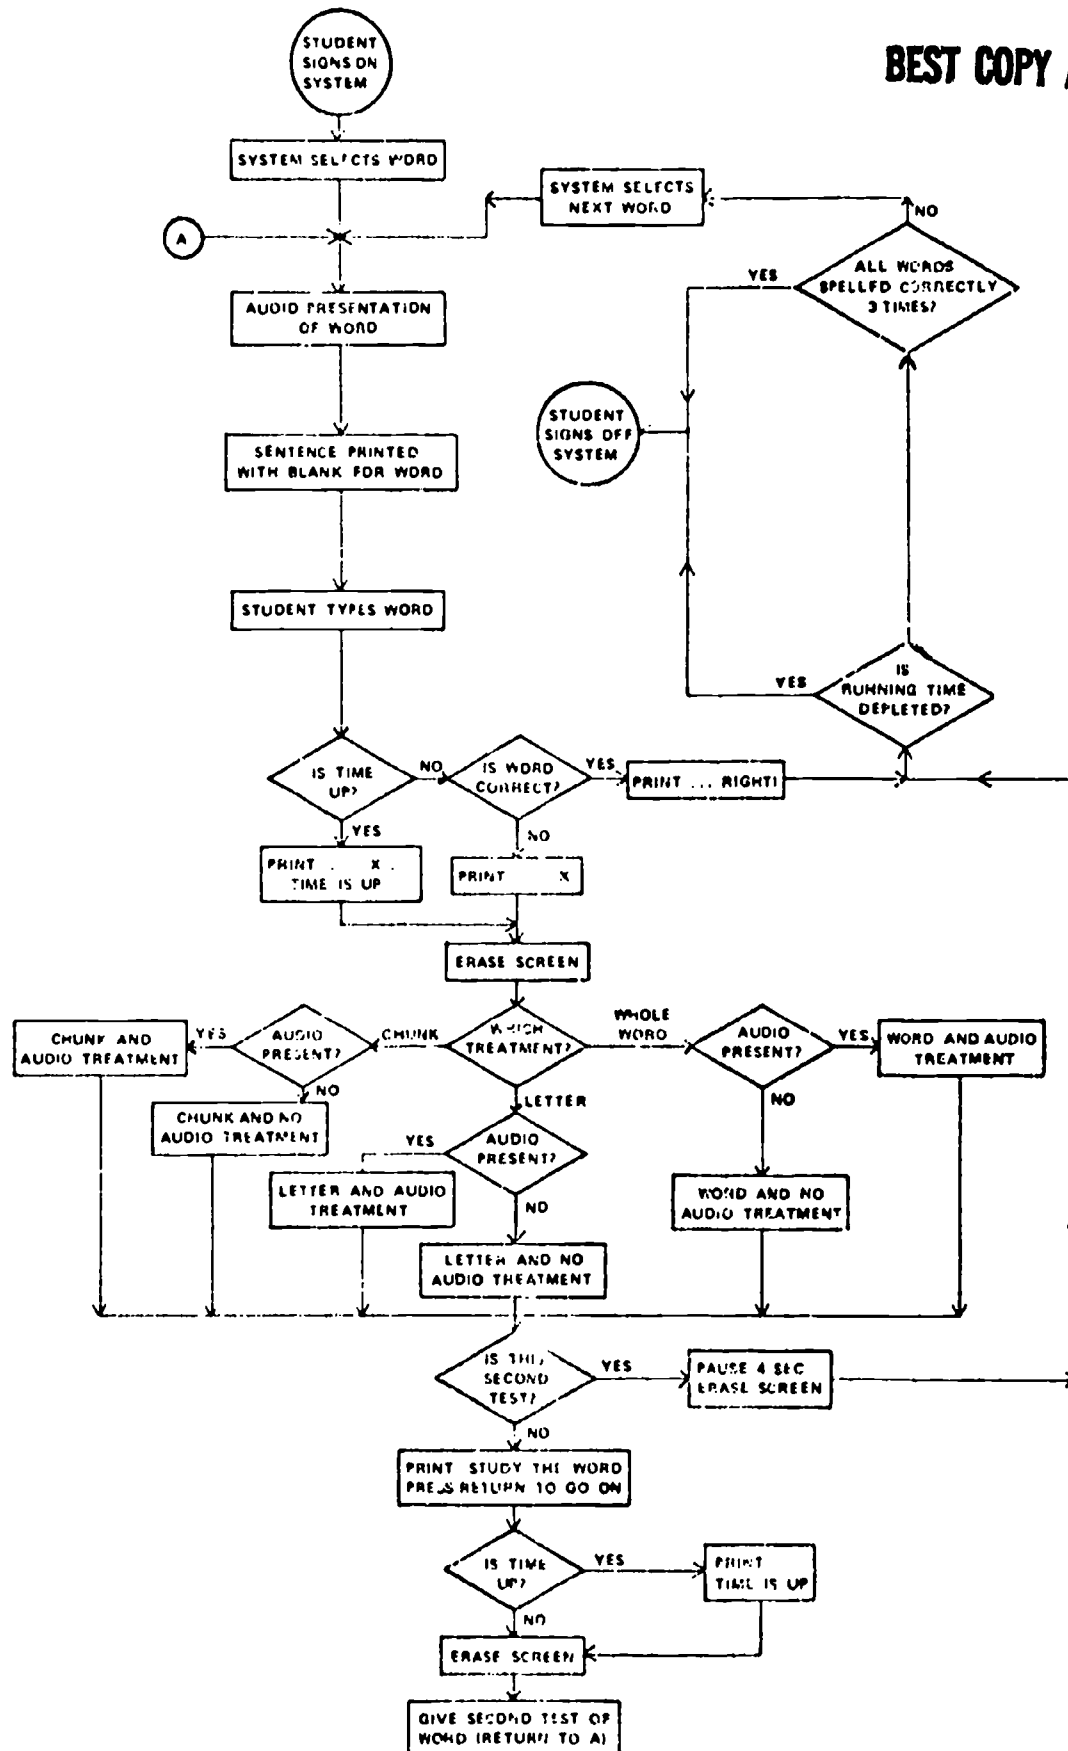 BEST COPY
STUDENT
SIGNS ON
SYSTEM
SYSTEM SELECTS WORD
SYSTEM SELECTS
NEXT WORD
NO
A
YES
ALL WORDS
SPELLED CORRECTLY
3 TIMES?
AUDIO PRESENTATION
OF WORD
STUDENT
SIGNS OFF
SYSTEM
SENTENCE PRINTED
WITH BLANK FOR WORD
STUDENT TYPES WORD
YES
IS
RUNNING TIME
DEPLETED?
IS TIME
UP?
NO
IS WORD
CORRECT?
YES
PRINT ... RIGHT!
YES
NO
PRINT . X .
TIME IS UP
PRINT X
ERASE SCREEN
CHUNK AND
AUDIO TREATMENT
YES
AUDIO
PRESENT?
CHUNK
WHICH
TREATMENT?
WHOLE
WORD
AUDIO
PRESENT?
YES
WORD AND AUDIO
TREATMENT
NO
LETTER
NO
CHUNK AND NO
AUDIO TREATMENT
YES
AUDIO
PRESENT?
LETTER AND AUDIO
TREATMENT
NO
WORD AND NO
AUDIO TREATMENT
LETTER AND NO
AUDIO TREATMENT
IS THIS
SECOND
TEST?
YES
PAUSE 4 SEC
ERASE SCREEN
NO
PRINT STUDY THE WORD
PRESS RETURN TO GO ON
IS TIME
UP?
YES
PRINT
TIME IS UP
NO
ERASE SCREEN
GIVE SECOND TEST OF
WORD (RETURN TO A)